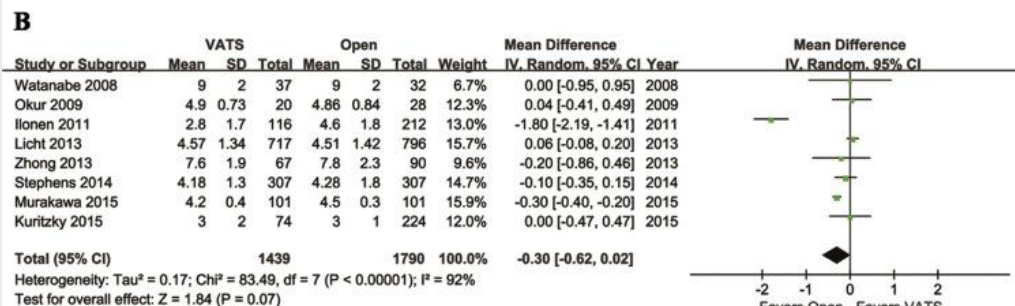 B
VATS Open Mean Difference Mean Difference
Study or Subgroup Mean SD Total Mean SD Total Weight IV, Random, 95% CI Year IV, Random, 95% CI
Watanabe 2008 9 2 37 9 2 32 6.7% 0.00 [-0.95, 0.95] 2008
Okur 2009 4.9 0.73 20 4.86 0.84 28 12.3% 0.04 [-0.41, 0.49] 2009
Ilonen 2011 2.8 1.7 116 4.6 1.8 212 13.0% -1.80 [-2.19, -1.41] 2011
Licht 2013 4.57 1.34 717 4.51 1.42 796 15.7% 0.06 [-0.08, 0.20] 2013
Zhong 2013 7.6 1.9 67 7.8 2.3 90 9.6% -0.20 [-0.86, 0.46] 2013
Stephens 2014 4.18 1.3 307 4.28 1.8 307 14.7% -0.10 [-0.35, 0.15] 2014
Murakawa 2015 4.2 0.4 101 4.5 0.3 101 15.9% -0.30 [-0.40, -0.20] 2015
Kuritzky 2015 3 2 74 3 1 224 12.0% 0.00 [-0.47, 0.47] 2015
Total (95% CI) 1439 1790 100.0% -0.30 [-0.62, 0.02]
Heterogeneity: Tau² = 0.17; Chi² = 83.49, df = 7 (P < 0.00001); I² = 92%
Test for overall effect: Z = 1.84 (P = 0.07)
-2 -1 0 1 2
Favors Open Favors VATS